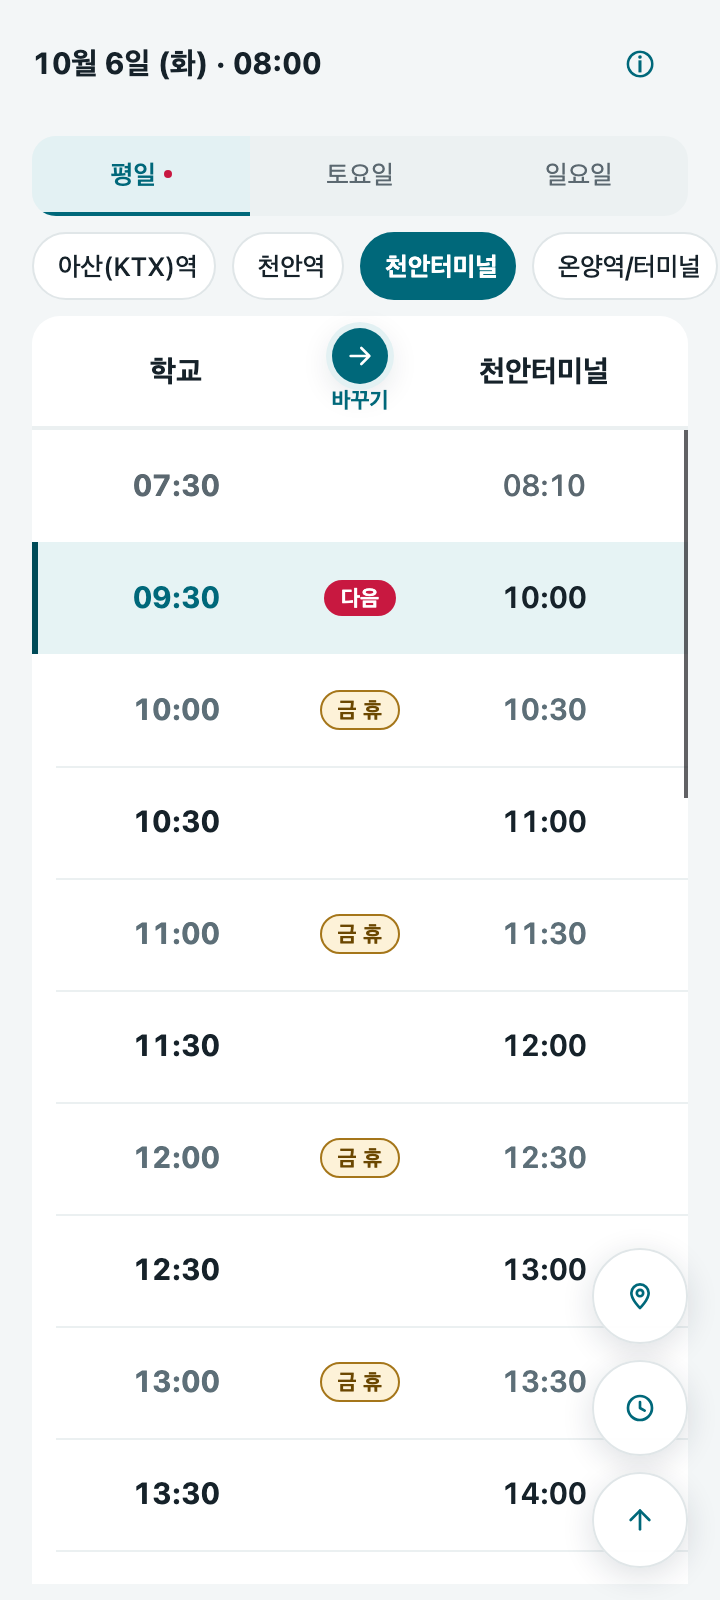 10월 6일 (화) · 08:00
평일 토요일 일요일
아산(KTX)역 천안역 천안터미널 온양역/터미널
학교 바꾸기 천안터미널
07:30 08:10
09:30 다음 10:00
10:00 금 휴 10:30
10:30 11:00
11:00 금 휴 11:30
11:30 12:00
12:00 금 휴 12:30
12:30 13:00
13:00 금 휴 13:30
13:30 14:00